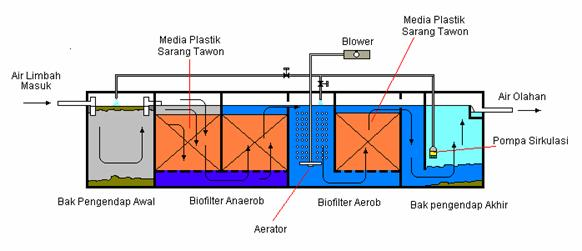 Media Plastik
Sarang Tawon
Media Plastik
Sarang Tawon
Blower
Air Limbah
Masuk
Air Olahan
Pompa Sirkulasi
Bak Pengendap Awal
Biofilter Anaerob
Biofilter Aerob
Bak pengendap Akhir
Aerator